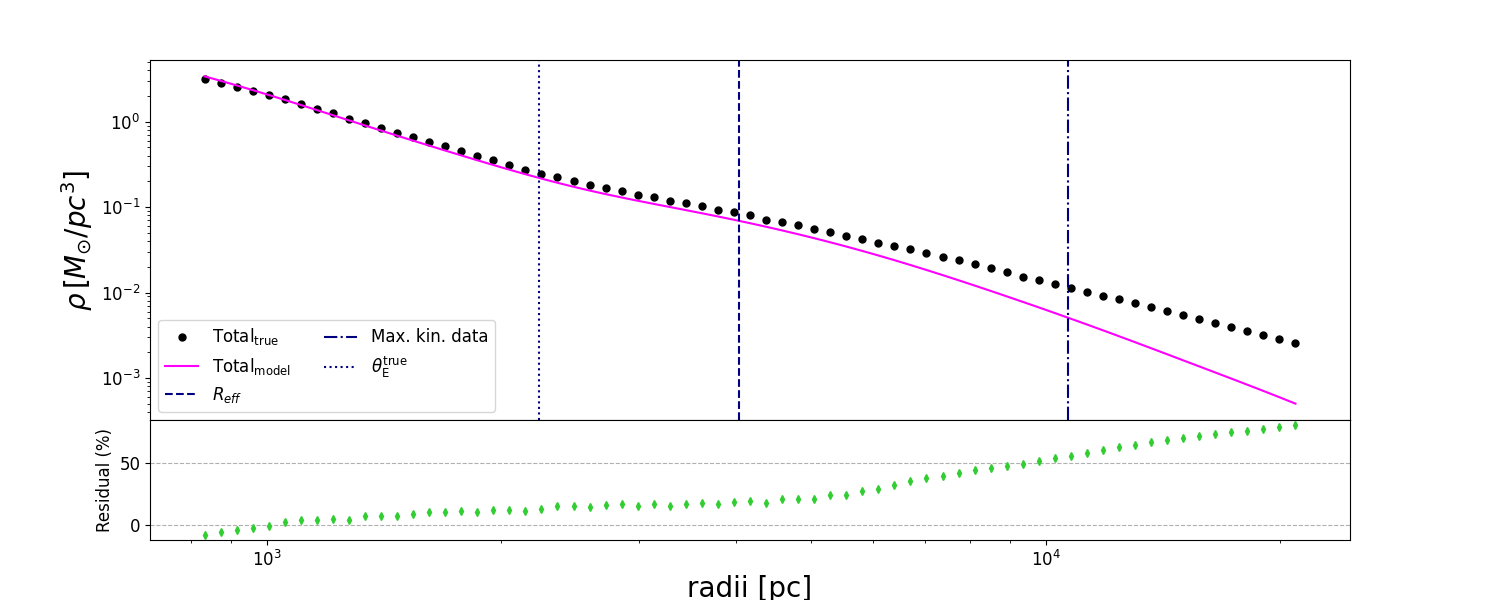 10⁰
10⁻¹
10⁻²
10⁻³
ρ [M⊙/pc³]
Total_true
Total_model
R_eff
Max. kin. data
θ_E^true
50
0
Residual (%)
10³
10⁴
radii [pc]